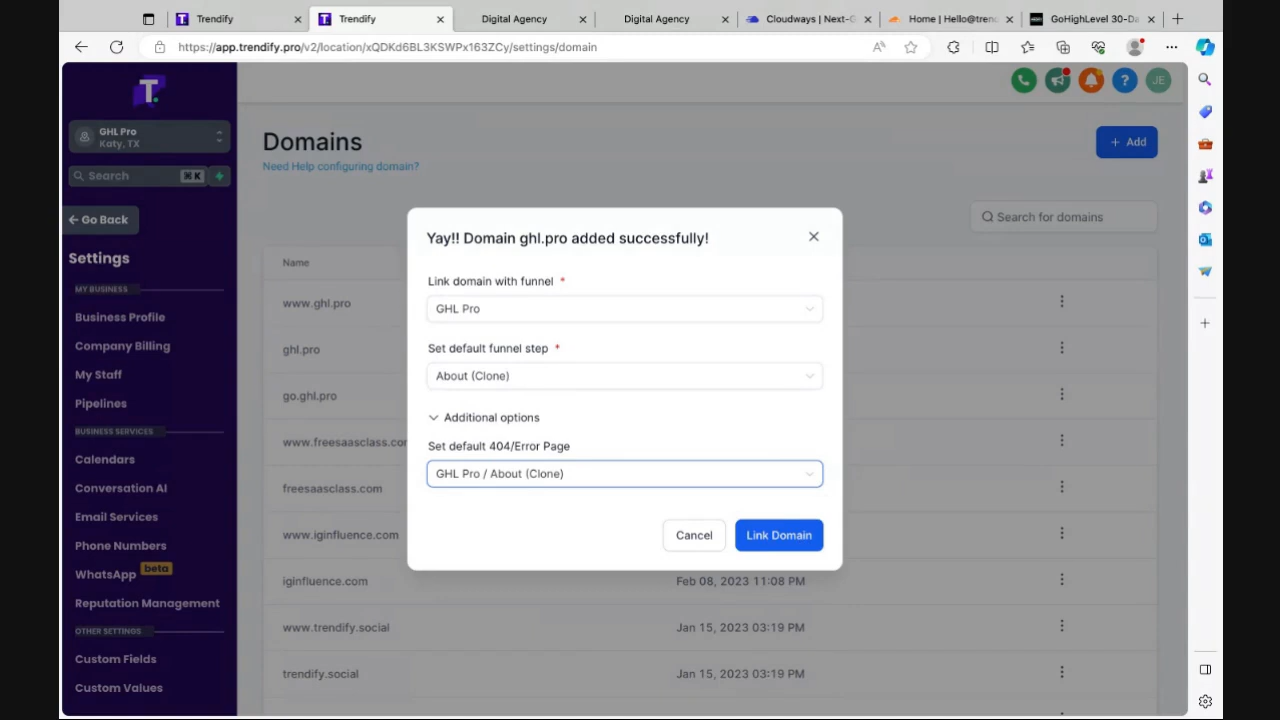 Trendify
Trendify
Digital Agency
Digital Agency
Cloudways | Next-G
Home | Hello@trend
GoHighLevel 30-Da
https://app.trendify.pro/v2/location/xQDKd6BL3KSWPx163ZCy/settings/domain
T.
GHL Pro
Katy, TX
Search ⌘K
← Go Back
Settings
MY BUSINESS
Business Profile
Company Billing
My Staff
Pipelines
BUSINESS SERVICES
Calendars
Conversation AI
Email Services
Phone Numbers
WhatsApp beta
Reputation Management
OTHER SETTINGS
Custom Fields
Custom Values
JE
Domains
Need Help configuring domain?
+ Add
Search for domains
Name
www.ghl.pro
ghl.pro
go.ghl.pro
www.freesaasclass.com
freesaasclass.com
www.iginfluence.com
iginfluence.com Feb 08, 2023 11:08 PM
www.trendify.social Jan 15, 2023 03:19 PM
trendify.social Jan 15, 2023 03:19 PM
Yay!! Domain ghl.pro added successfully!
Link domain with funnel *
GHL Pro
Set default funnel step *
About (Clone)
Additional options
Set default 404/Error Page
GHL Pro / About (Clone)
Cancel
Link Domain